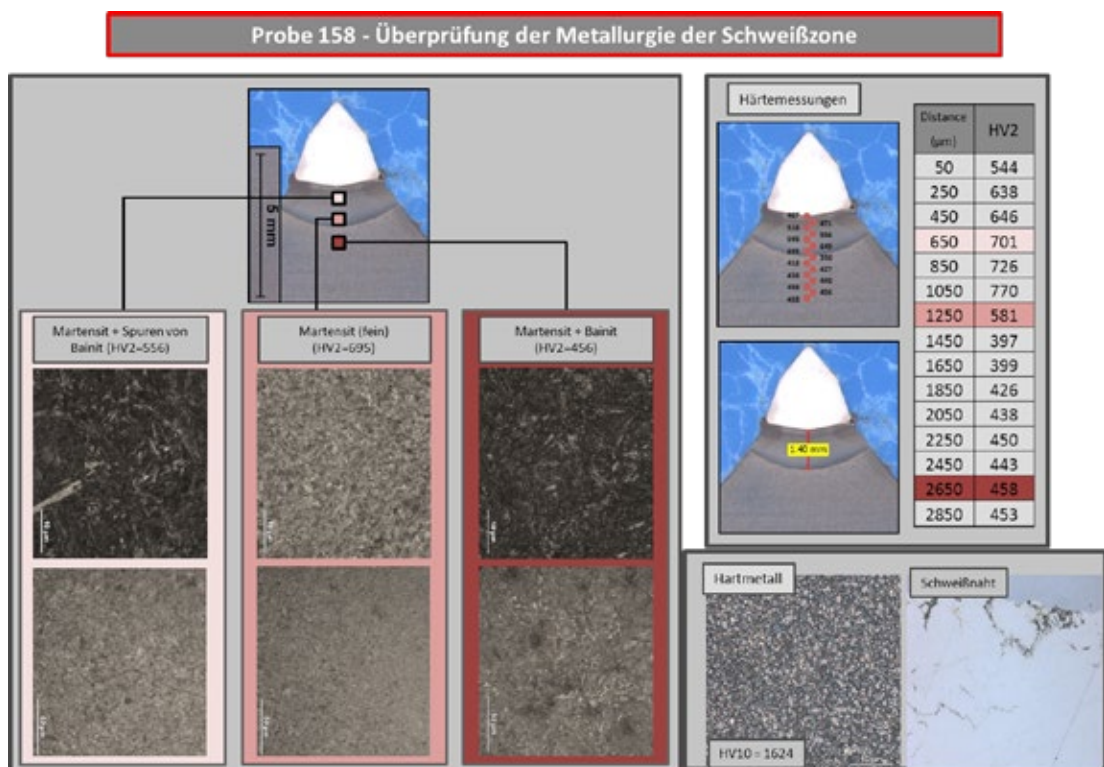 Probe 158 - Überprüfung der Metallurgie der Schweißzone
5 mm
Martensit + Spuren von
Bainit (HV2=556)
Martensit (fein)
(HV2=695)
Martensit + Bainit
(HV2=456)
Härtemessungen
1.40 mm
Distance
(µm)
HV2
50 544
250 638
450 646
650 701
850 726
1050 770
1250 581
1450 397
1650 399
1850 426
2050 438
2250 450
2450 443
2650 458
2850 453
Hartmetall
HV10 = 1624
Schweißnaht